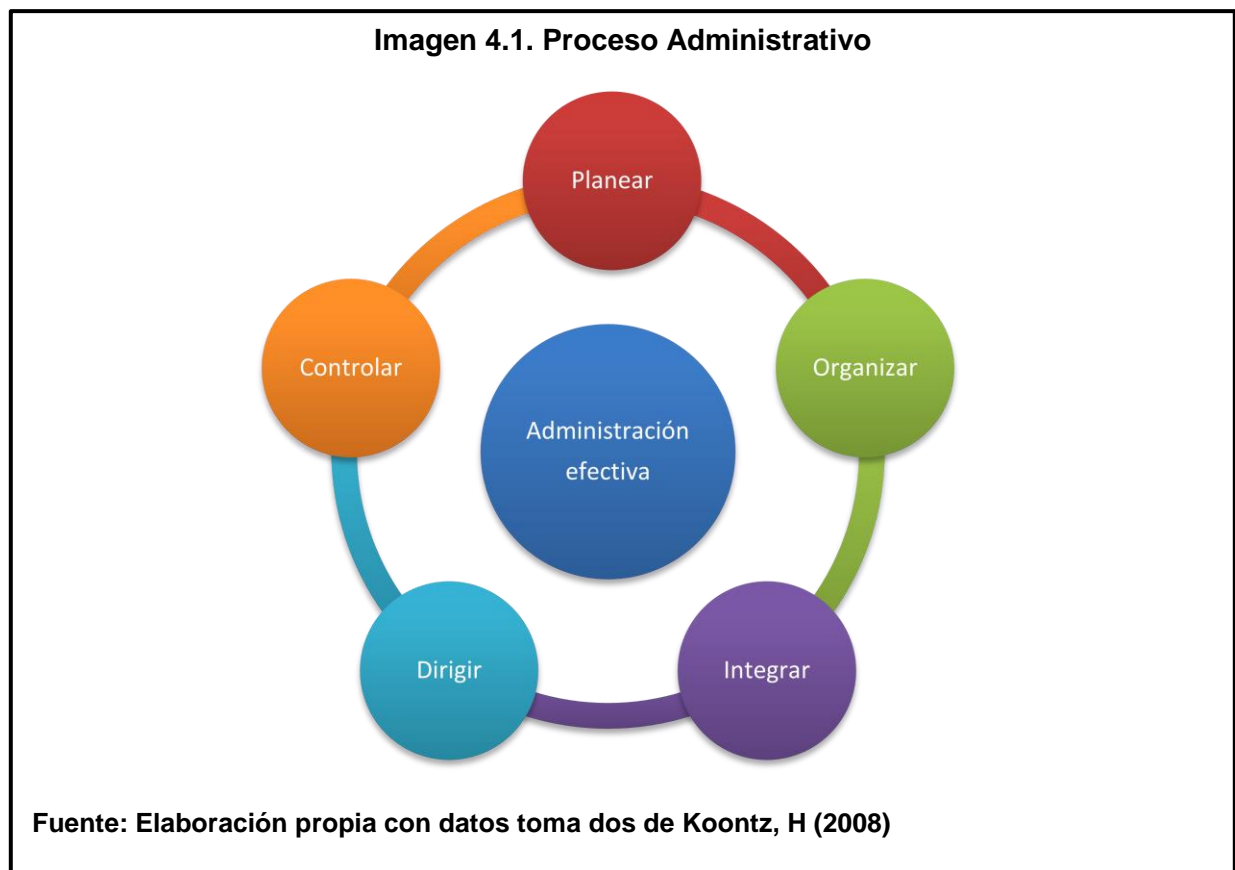 Imagen 4.1. Proceso Administrativo
Planear
Controlar
Organizar
Administración
efectiva
Dirigir
Integrar
Fuente: Elaboración propia con datos toma dos de Koontz, H (2008)